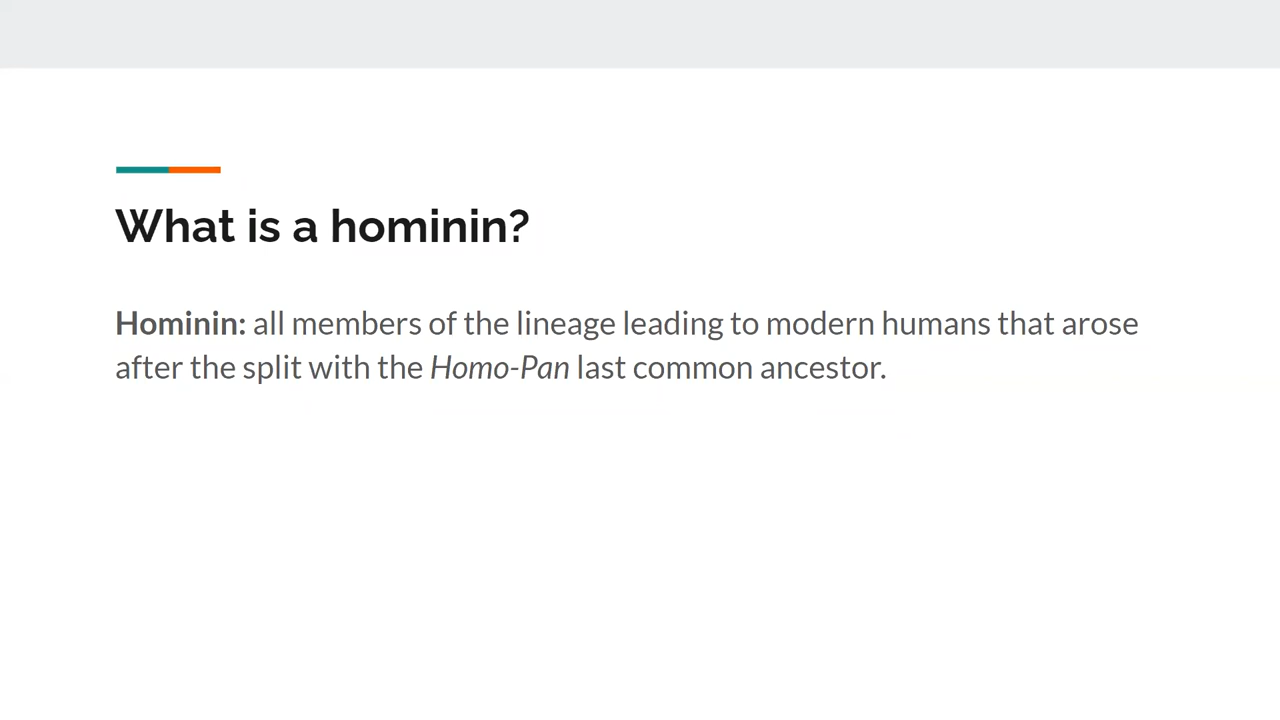 What is a hominin?
Hominin: all members of the lineage leading to modern humans that arose
after the split with the Homo-Pan last common ancestor.